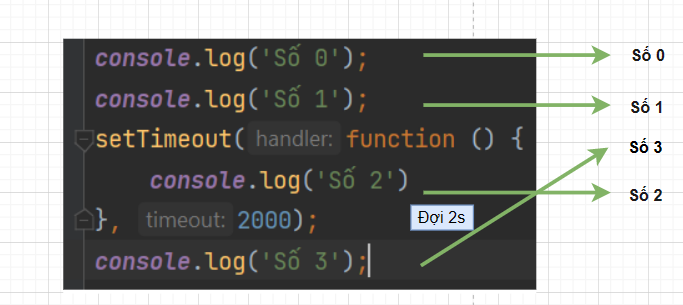 console.log('Số 0');
console.log('Số 1');
setTimeout( handler: function () {
console.log('Số 2')
}, timeout: 2000);
console.log('Số 3');
Đợi 2s
Số 0
Số 1
Số 3
Số 2